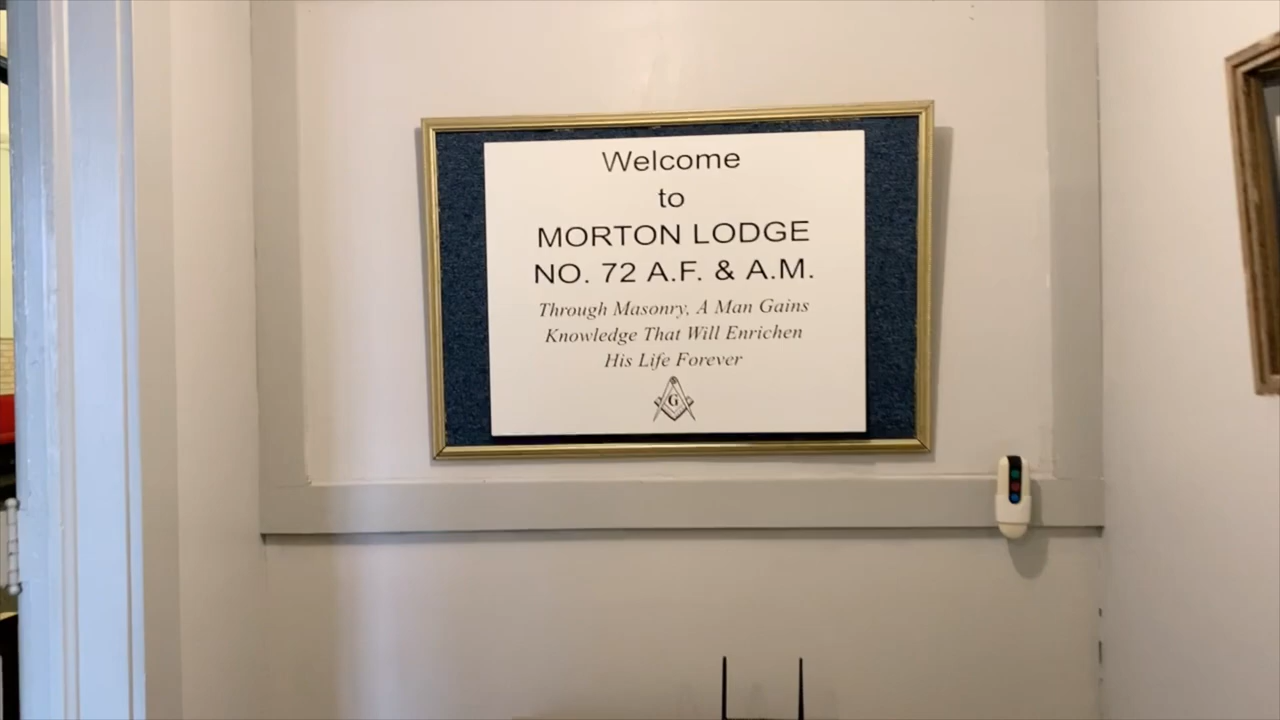 Welcome
to
MORTON LODGE
NO. 72 A.F. & A.M.
Through Masonry, A Man Gains
Knowledge That Will Enrichen
His Life Forever
G